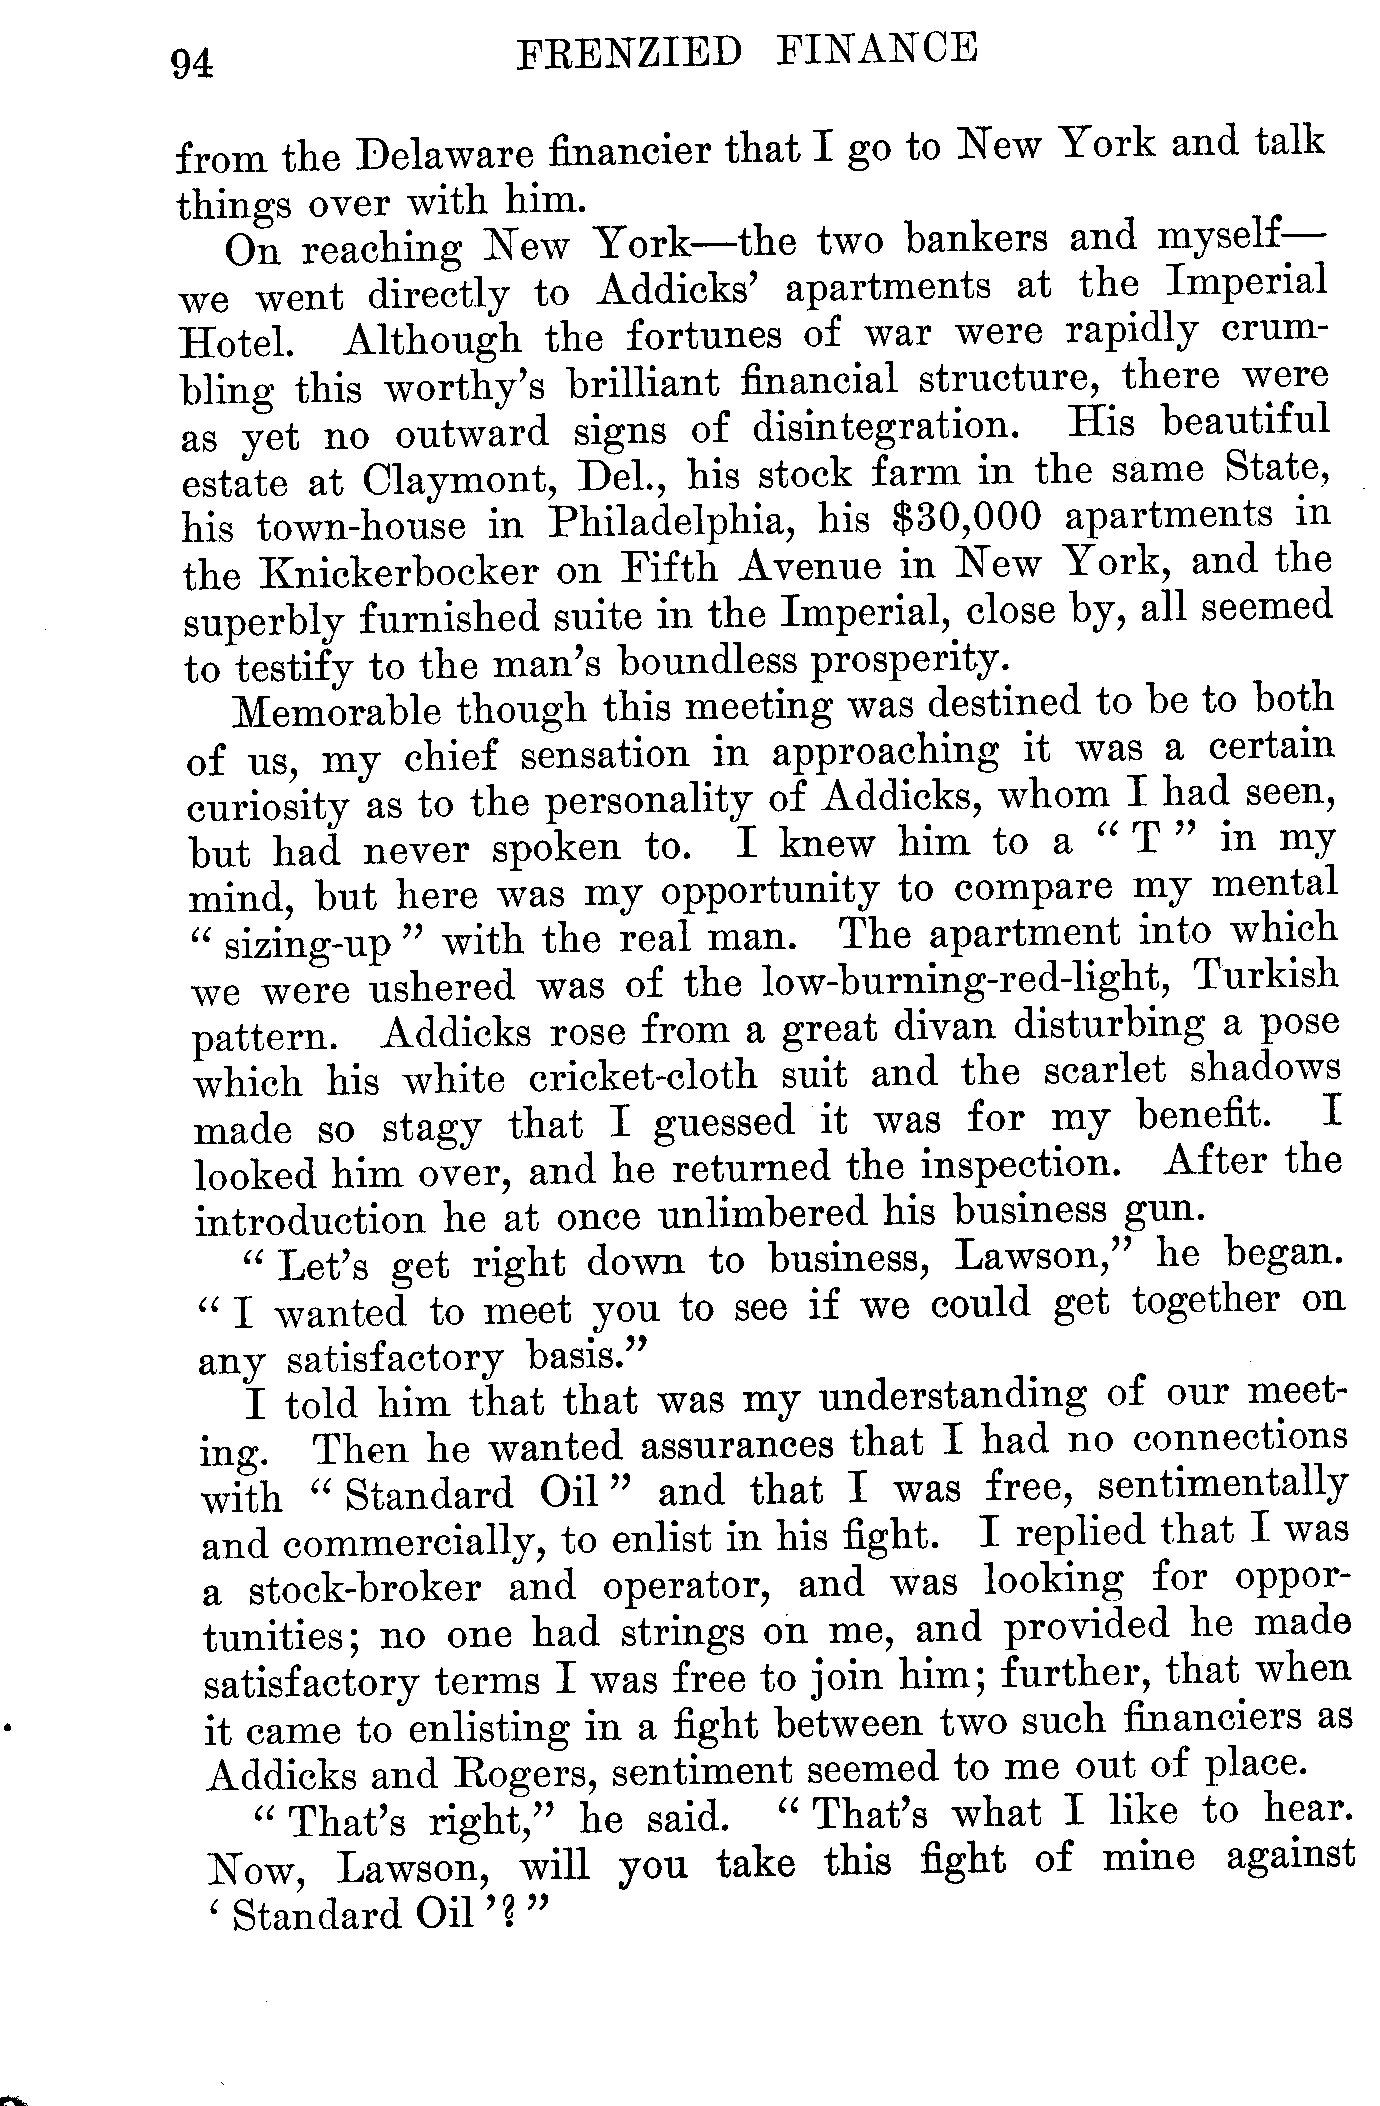 94 FRENZIED FINANCE
from the Delaware financier that I go to New York and talk
things over with him.
On reaching New York—the two bankers and myself—
we went directly to Addicks’ apartments at the Imperial
Hotel. Although the fortunes of war were rapidly crum-
bling this worthy’s brilliant financial structure, there were
as yet no outward signs of disintegration. His beautiful
estate at Claymont, Del., his stock farm in the same State,
his town-house in Philadelphia, his $30,000 apartments in
the Knickerbocker on Fifth Avenue in New York, and the
superbly furnished suite in the Imperial, close by, all seemed
to testify to the man’s boundless prosperity.
Memorable though this meeting was destined to be to both
of us, my chief sensation in approaching it was a certain
curiosity as to the personality of Addicks, whom I had seen,
but had never spoken to. I knew him to a “ T ” in my
mind, but here was my opportunity to compare my mental
“ sizing-up ” with the real man. The apartment into which
we were ushered was of the low-burning-red-light, Turkish
pattern. Addicks rose from a great divan disturbing a pose
which his white cricket-cloth suit and the scarlet shadows
made so stagy that I guessed it was for my benefit. I
looked him over, and he returned the inspection. After the
introduction he at once unlimbered his business gun.
“ Let’s get right down to business, Lawson,” he began.
“ I wanted to meet you to see if we could get together on
any satisfactory basis.”
I told him that that was my understanding of our meet-
ing. Then he wanted assurances that I had no connections
with “ Standard Oil ” and that I was free, sentimentally
and commercially, to enlist in his fight. I replied that I was
a stock-broker and operator, and was looking for oppor-
tunities; no one had strings on me, and provided he made
satisfactory terms I was free to join him; further, that when
it came to enlisting in a fight between two such financiers as
Addicks and Rogers, sentiment seemed to me out of place.
“ That’s right,” he said. “ That’s what I like to hear.
Now, Lawson, will you take this fight of mine against
‘ Standard Oil ’? ”